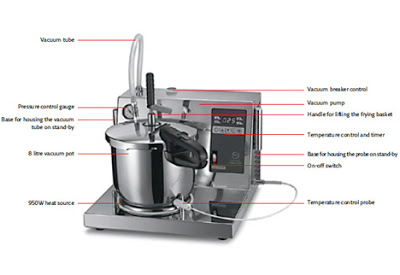 Vacuum tube
Pressure control gauge
Base for housing the vacuum
tube on stand-by
8 litre vacuum pot
950W heat source
Vacuum breaker control
Vacuum pump
Handle for lifting the frying basket
Temperature control and timer
Base for housing the probe on stand-by
On-off switch
Temperature control probe